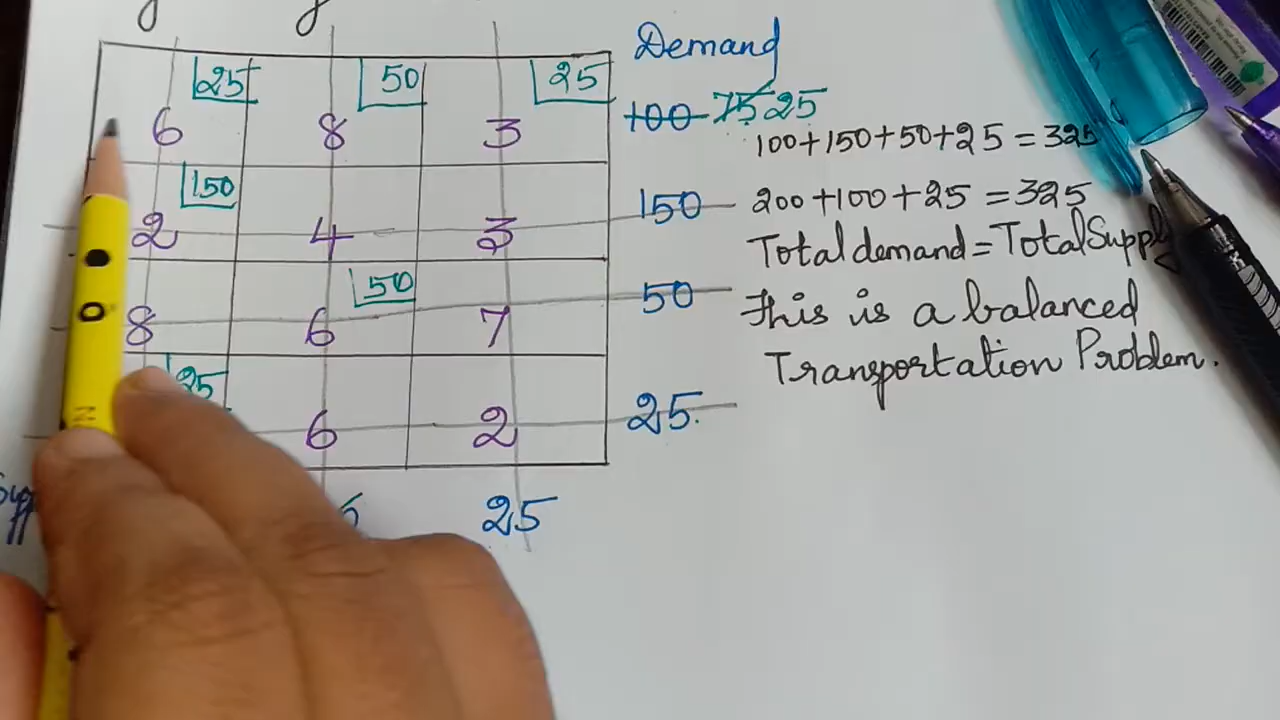 Demand
25 50 25
6 8 3 100 75 25
100+150+50+25=325
150
2 4 3 150
200+100+25=325
Total demand=Total Supply
50
8 6 7 50
This is a balanced
Transportation Problem.
25
6 2 25.
25